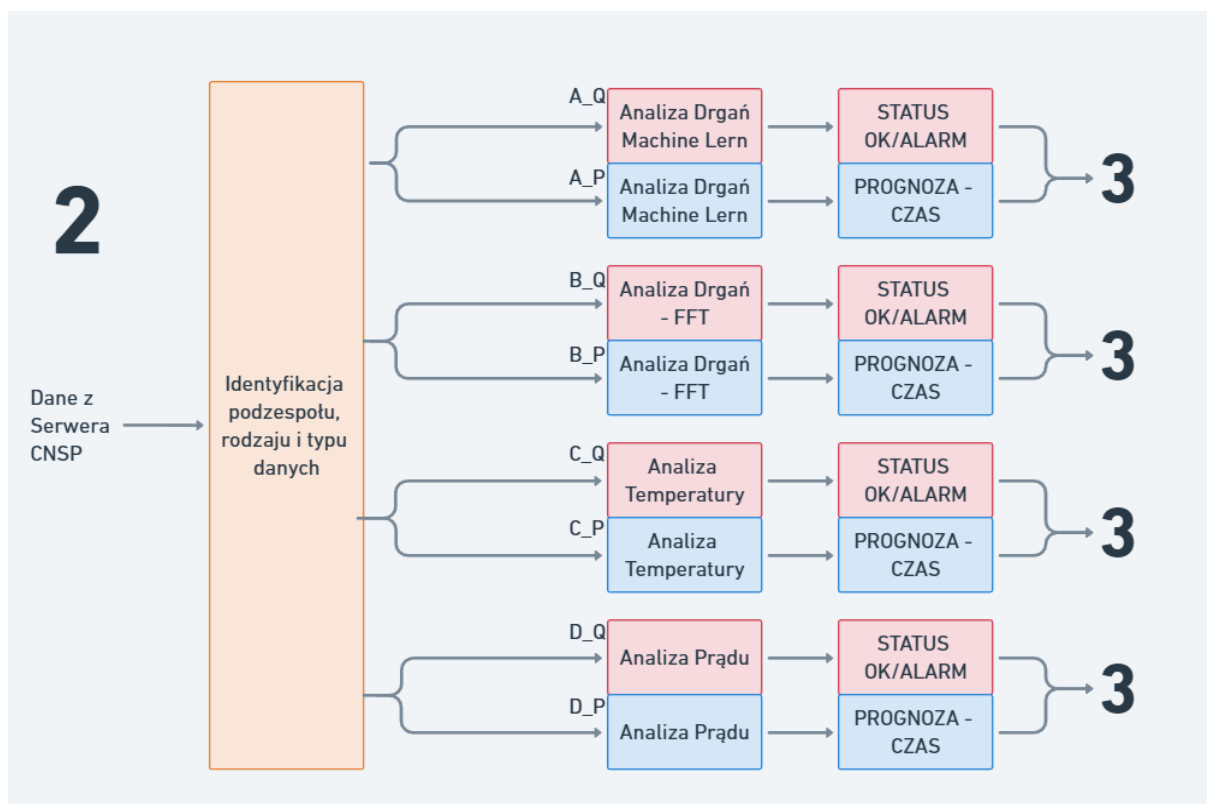 2
Dane z
Serwera
CNSP
Identyfikacja
podzespołu,
rodzaju i typu
danych
A_Q
Analiza Drgań
Machine Lern
STATUS
OK/ALARM
A_P
Analiza Drgań
Machine Lern
PROGNOZA -
CZAS
3
B_Q
Analiza Drgań
- FFT
STATUS
OK/ALARM
B_P
Analiza Drgań
- FFT
PROGNOZA -
CZAS
3
C_Q
Analiza
Temperatury
STATUS
OK/ALARM
C_P
Analiza
Temperatury
PROGNOZA -
CZAS
3
D_Q
Analiza Prądu
STATUS
OK/ALARM
D_P
Analiza Prądu
PROGNOZA -
CZAS
3